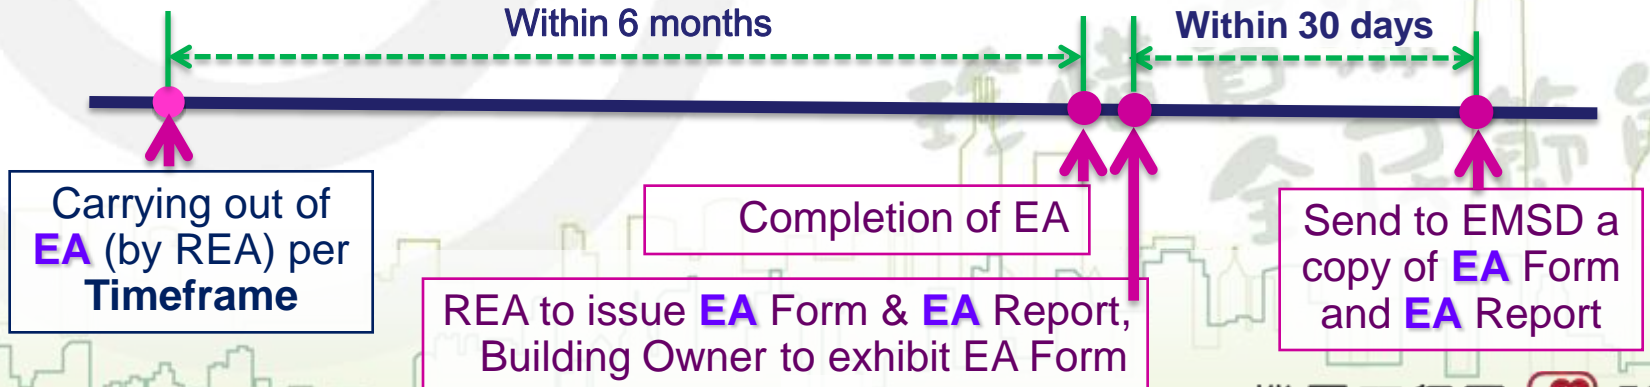 Within 6 months
Within 30 days
Carrying out of
EA (by REA) per
Timeframe
Completion of EA
REA to issue EA Form & EA Report,
Building Owner to exhibit EA Form
Send to EMSD a
copy of EA Form
and EA Report